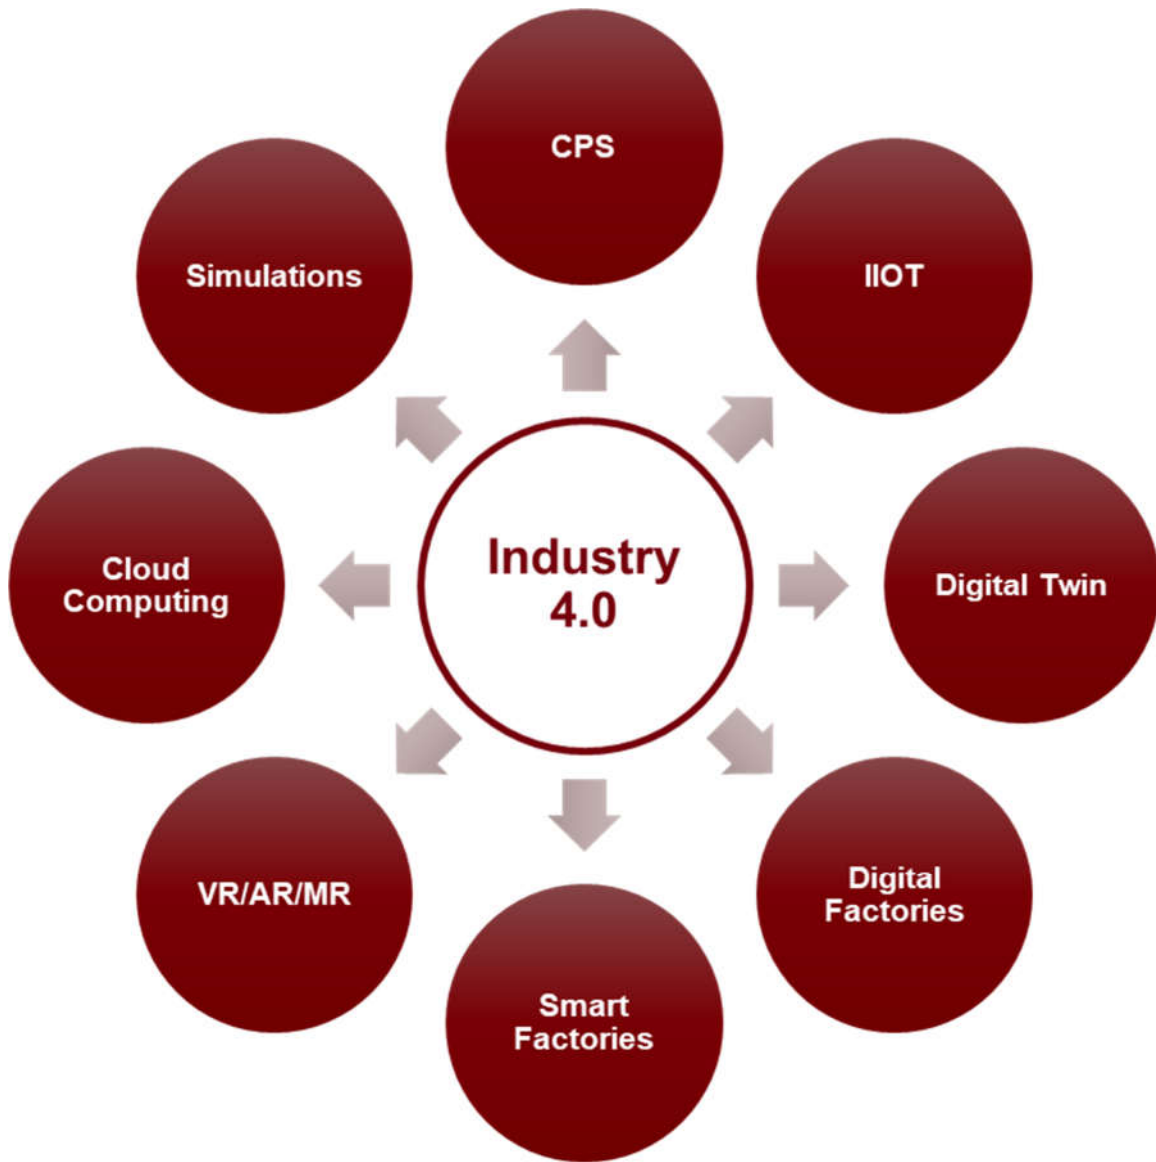 CPS
Simulations
IIOT
Industry
4.0
Cloud
Computing
Digital Twin
VR/AR/MR
Digital
Factories
Smart
Factories